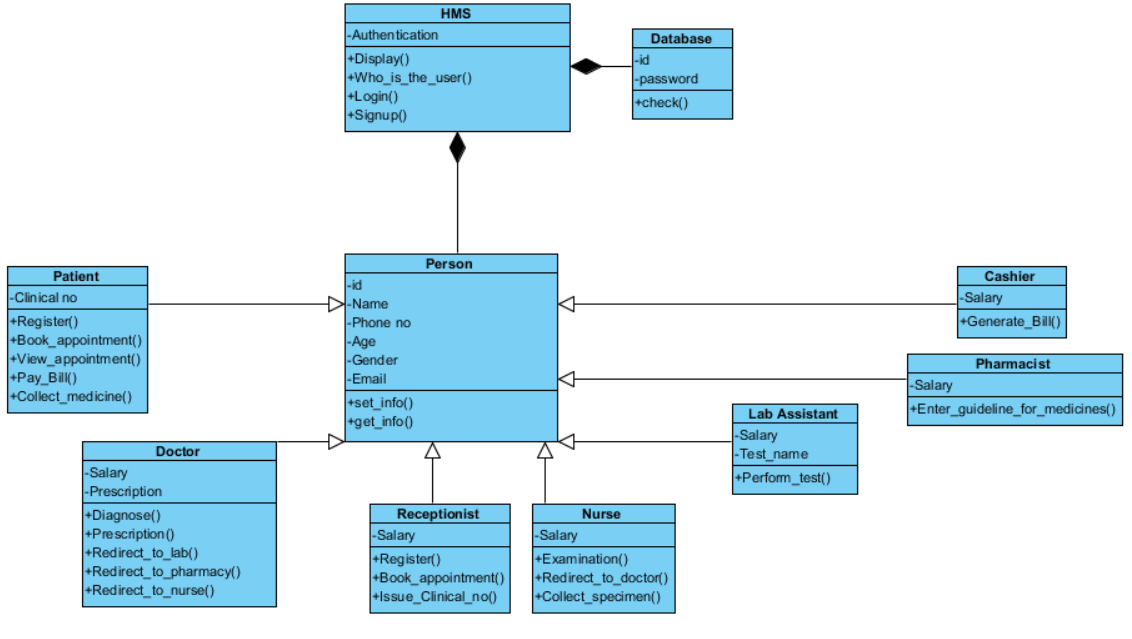 HMS
-Authentication
+Display()
+Who_is_the_user()
+Login()
+Signup()
Database
-id
-password
+check()
Person
-id
-Name
-Phone no
-Age
-Gender
-Email
+set_info()
+get_info()
Patient
-Clinical no
+Register()
+Book_appointment()
+View_appointment()
+Pay_Bill()
+Collect_medicine()
Cashier
-Salary
+Generate_Bill()
Pharmacist
-Salary
+Enter_guideline_for_medicines()
Lab Assistant
-Salary
-Test_name
+Perform_test()
Doctor
-Salary
-Prescription
+Diagnose()
+Prescription()
+Redirect_to_lab()
+Redirect_to_pharmacy()
+Redirect_to_nurse()
Receptionist
-Salary
+Register()
+Book_appointment()
+Issue_Clinical_no()
Nurse
-Salary
+Examination()
+Redirect_to_doctor()
+Collect_specimen()